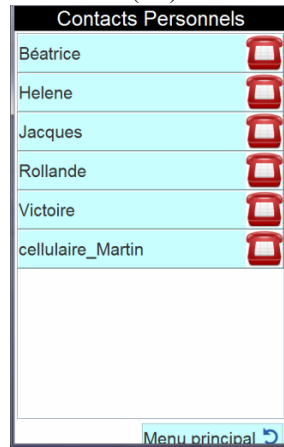 Contacts Personnels
Béatrice
Helene
Jacques
Rollande
Victoire
cellulaire_Martin
Menu principal